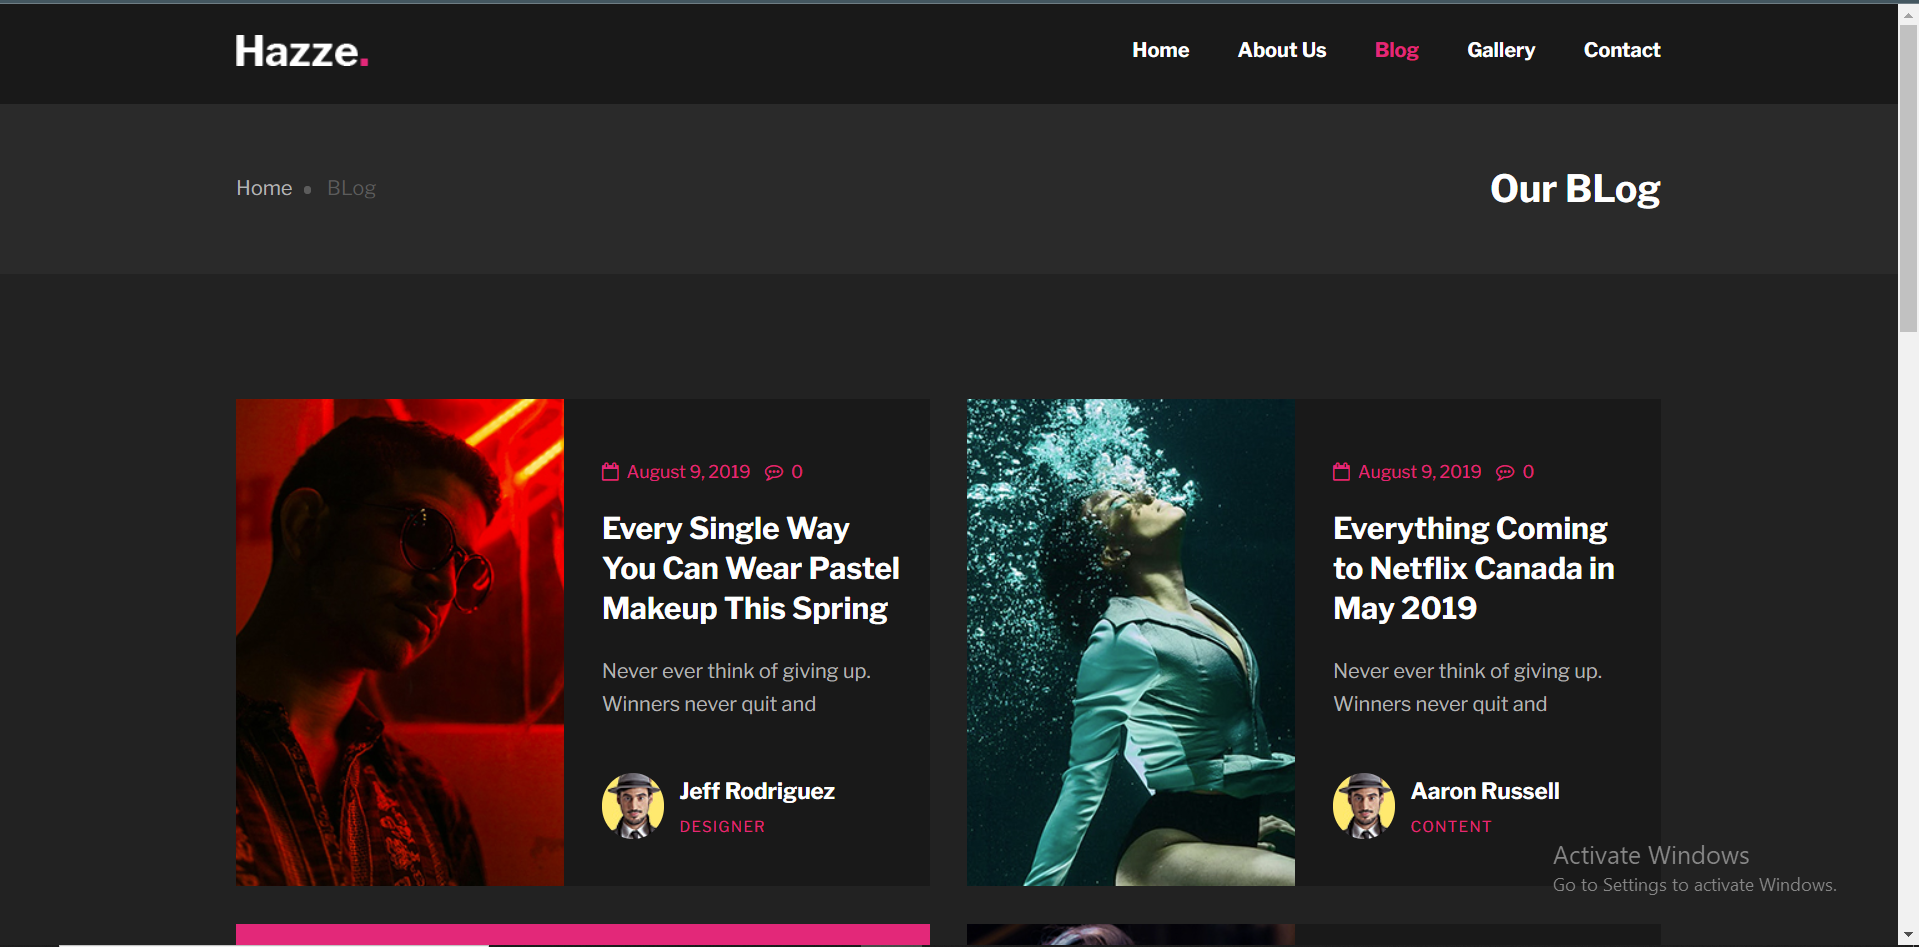 Hazze.
Home About Us Blog Gallery Contact
Home BLog
Our BLog
August 9, 2019 0
Every Single Way
You Can Wear Pastel
Makeup This Spring
Never ever think of giving up.
Winners never quit and
Jeff Rodriguez
DESIGNER
August 9, 2019 0
Everything Coming
to Netflix Canada in
May 2019
Never ever think of giving up.
Winners never quit and
Aaron Russell
CONTENT
Activate Windows
Go to Settings to activate Windows.